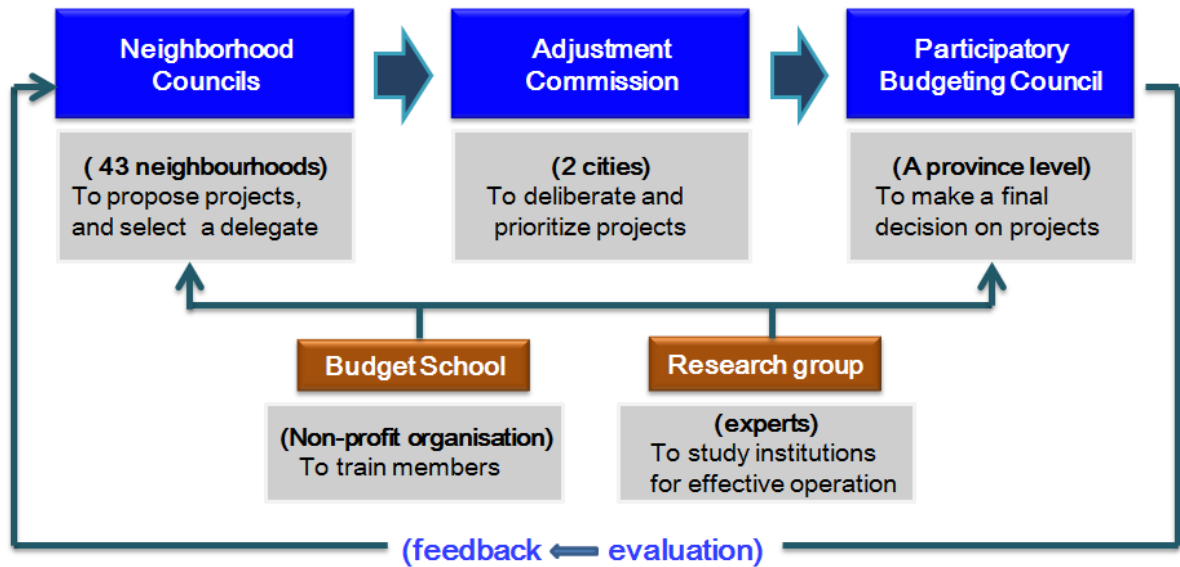 Neighborhood
Councils
Adjustment
Commission
Participatory
Budgeting Council
( 43 neighbourhoods)
To propose projects,
and select a delegate
(2 cities)
To deliberate and
prioritize projects
(A province level)
To make a final
decision on projects
Budget School
Research group
(Non-profit organisation)
To train members
(experts)
To study institutions
for effective operation
(feedback evaluation)